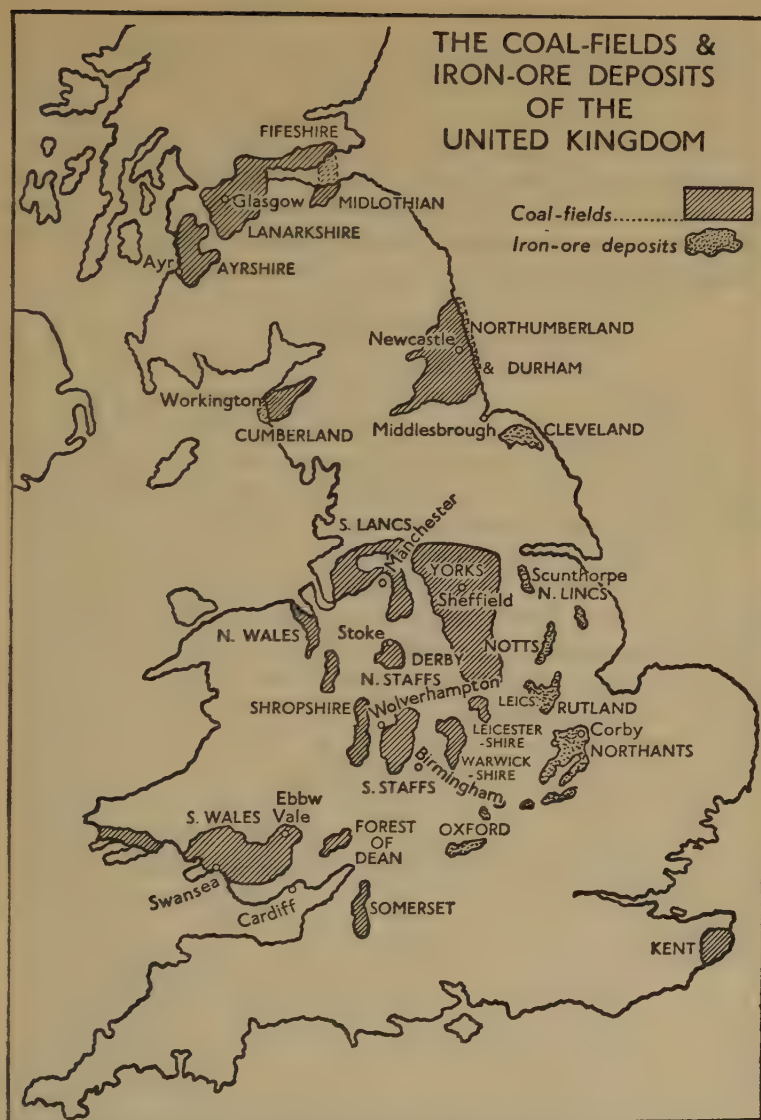 THE COAL-FIELDS &
IRON-ORE DEPOSITS
OF THE
UNITED KINGDOM
Coal-fields...........
Iron-ore deposits
FIFESHIRE
Glasgow
MIDLOTHIAN
LANARKSHIRE
Ayr
AYRSHIRE
NORTHUMBERLAND
Newcastle
& DURHAM
Workington
CUMBERLAND
Middlesbrough
CLEVELAND
S. LANCS
Manchester
YORKS
Sheffield
Scunthorpe
N. LINCS
N. WALES
Stoke
DERBY
NOTTS
N. STAFFS
Wolverhampton
LEICS
RUTLAND
SHROPSHIRE
LEICESTER
-SHIRE
Corby
NORTHANTS
WARWICK
-SHIRE
Birmingham
S. STAFFS
Ebbw
Vale
S. WALES
FOREST
OF
DEAN
OXFORD
Swansea
Cardiff
SOMERSET
KENT